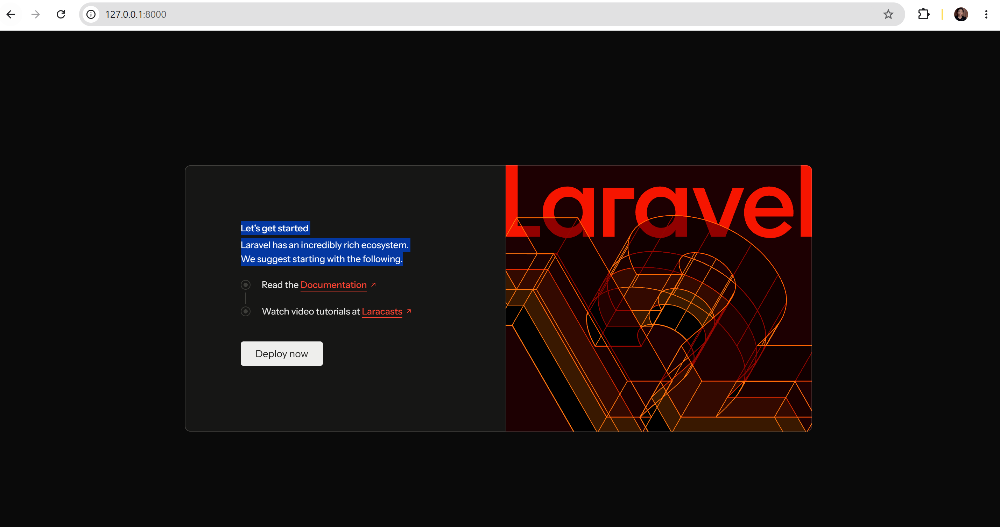 127.0.0.1:8000
Laravel
Let's get started
Laravel has an incredibly rich ecosystem.
We suggest starting with the following.
Read the Documentation
Watch video tutorials at Laracasts
Deploy now